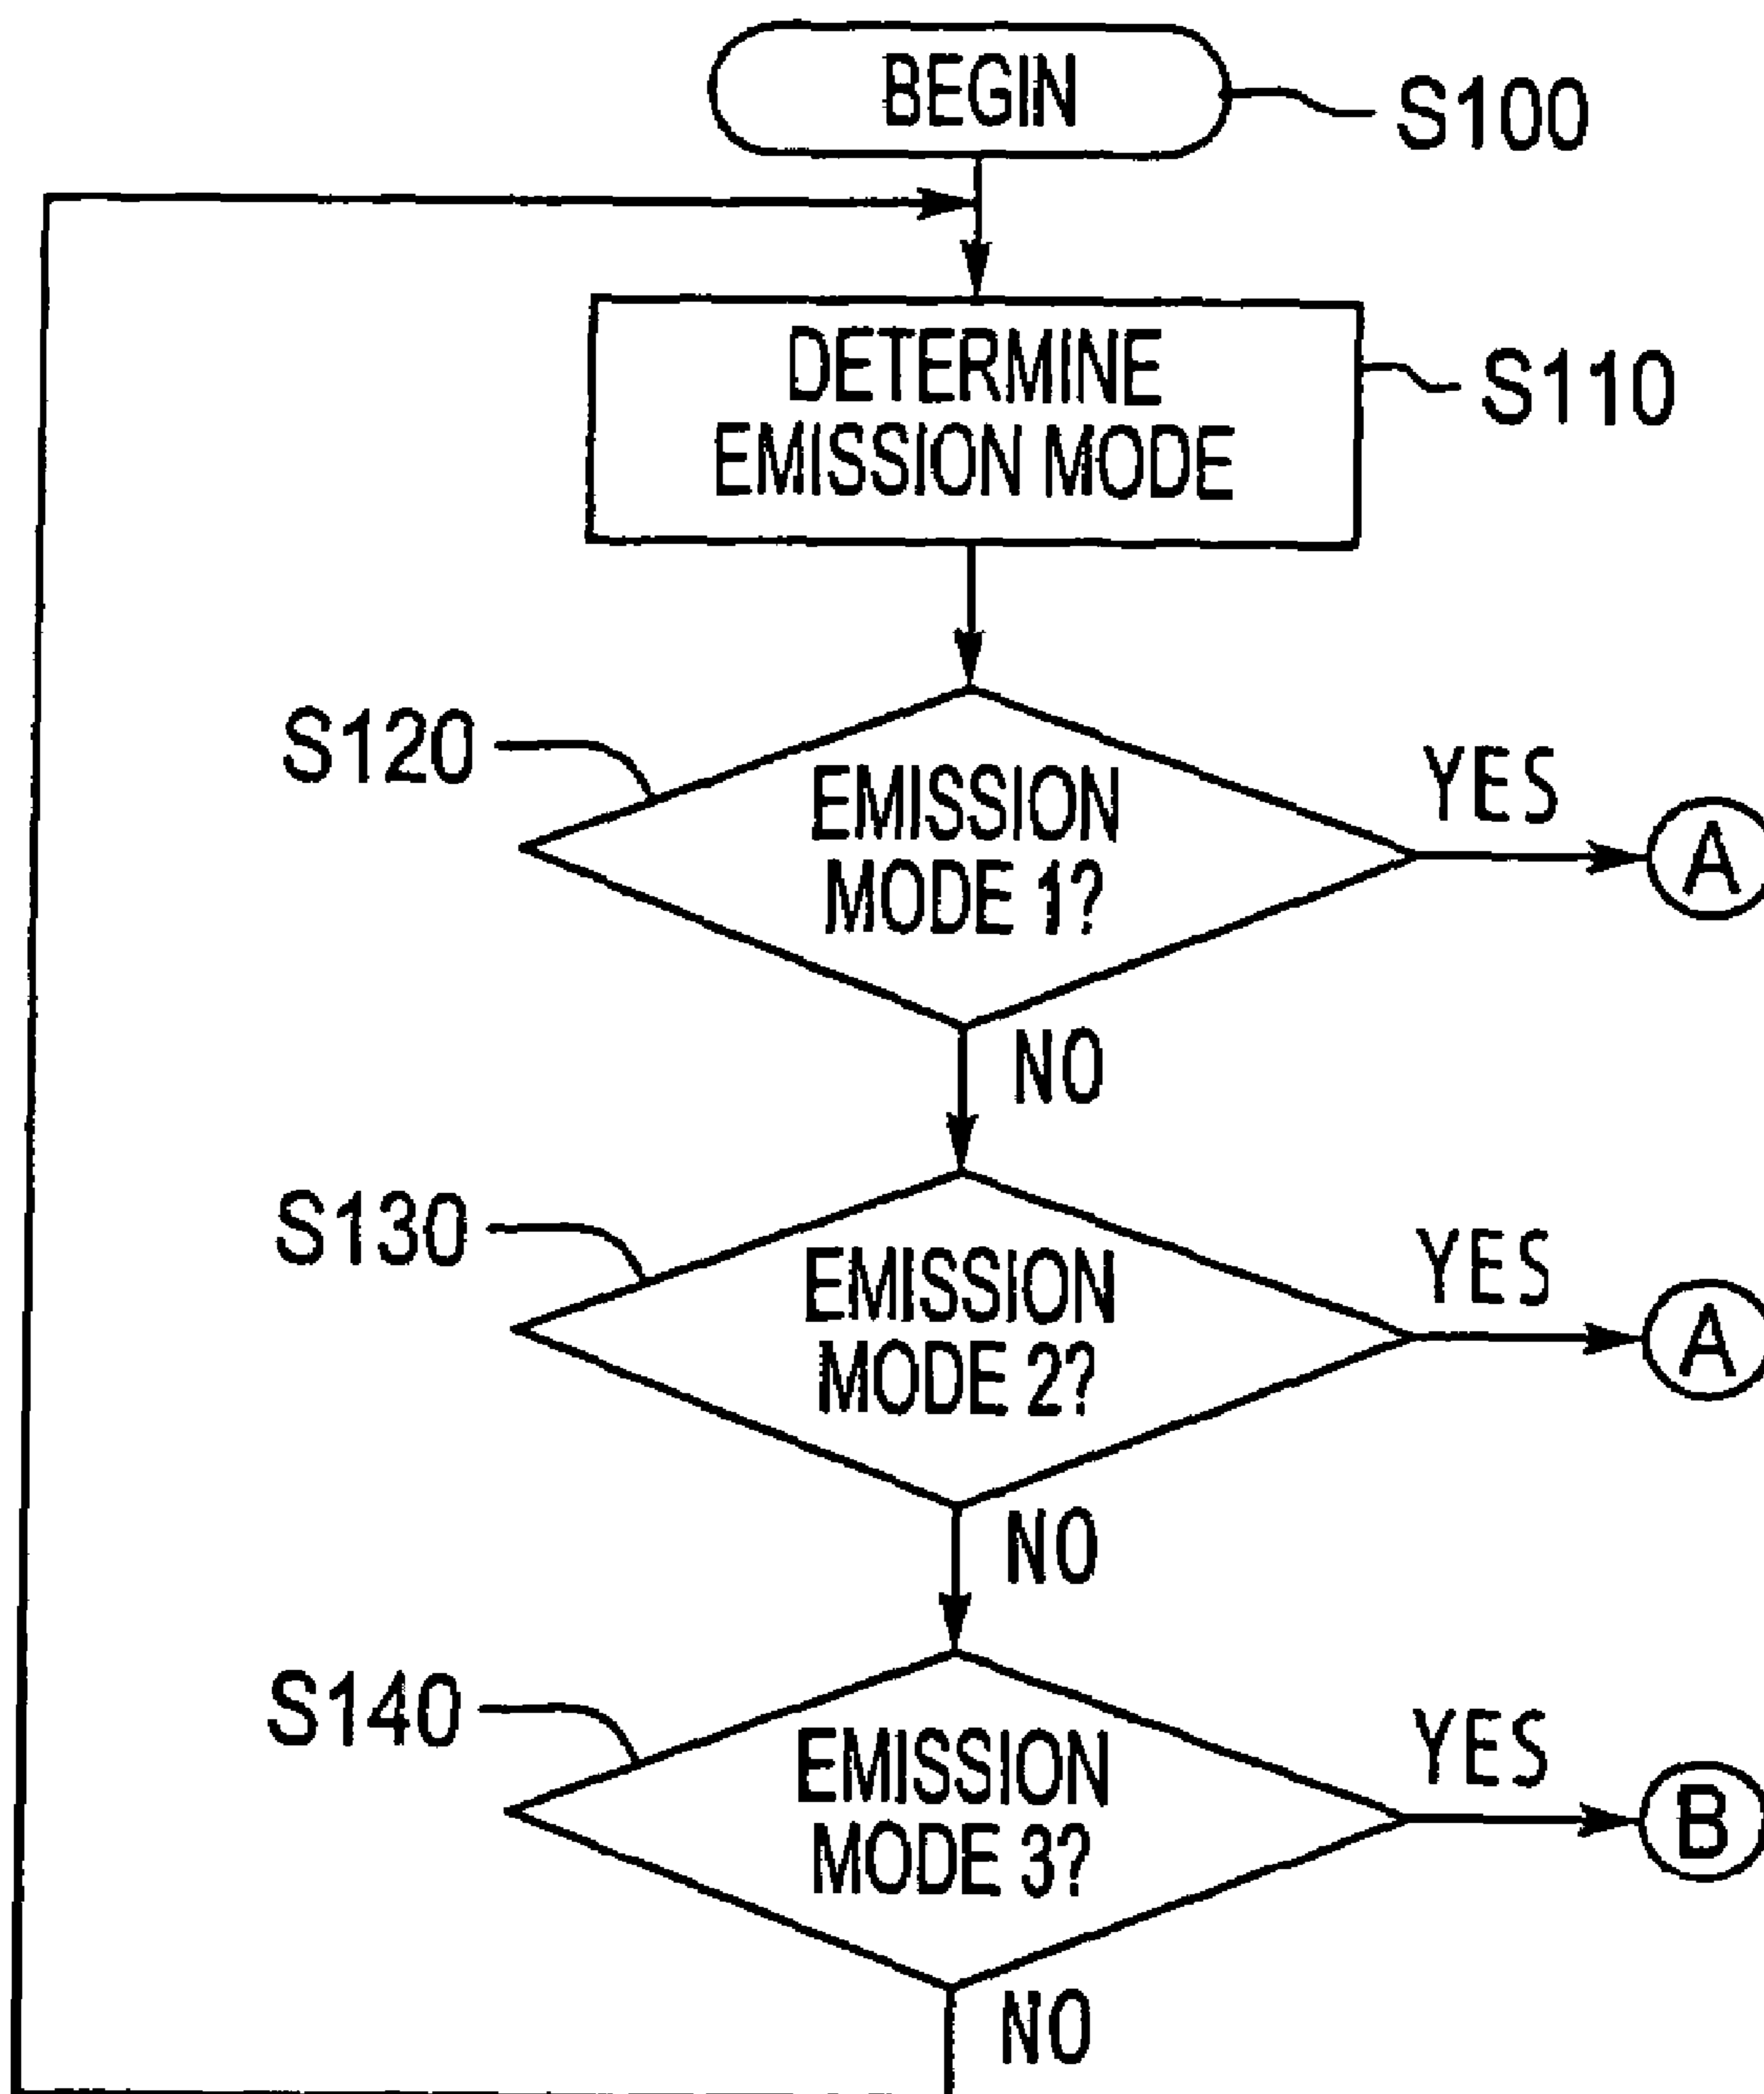 BEGIN
S100
DETERMINE
EMISSION MODE
S110
S120
EMISSION
MODE 1?
YES
A
NO
S130
EMISSION
MODE 2?
YES
A
NO
S140
EMISSION
MODE 3?
YES
B
NO